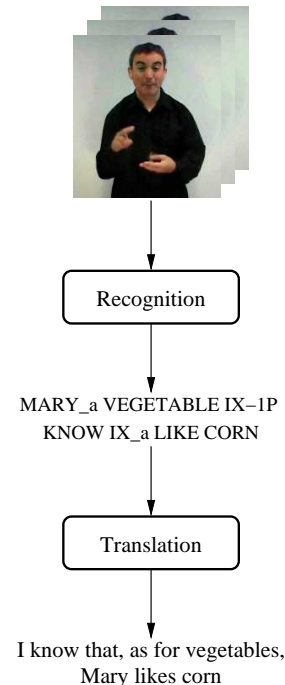 Recognition
MARY_a VEGETABLE IX−1P
KNOW IX_a LIKE CORN
Translation
I know that, as for vegetables,
Mary likes corn